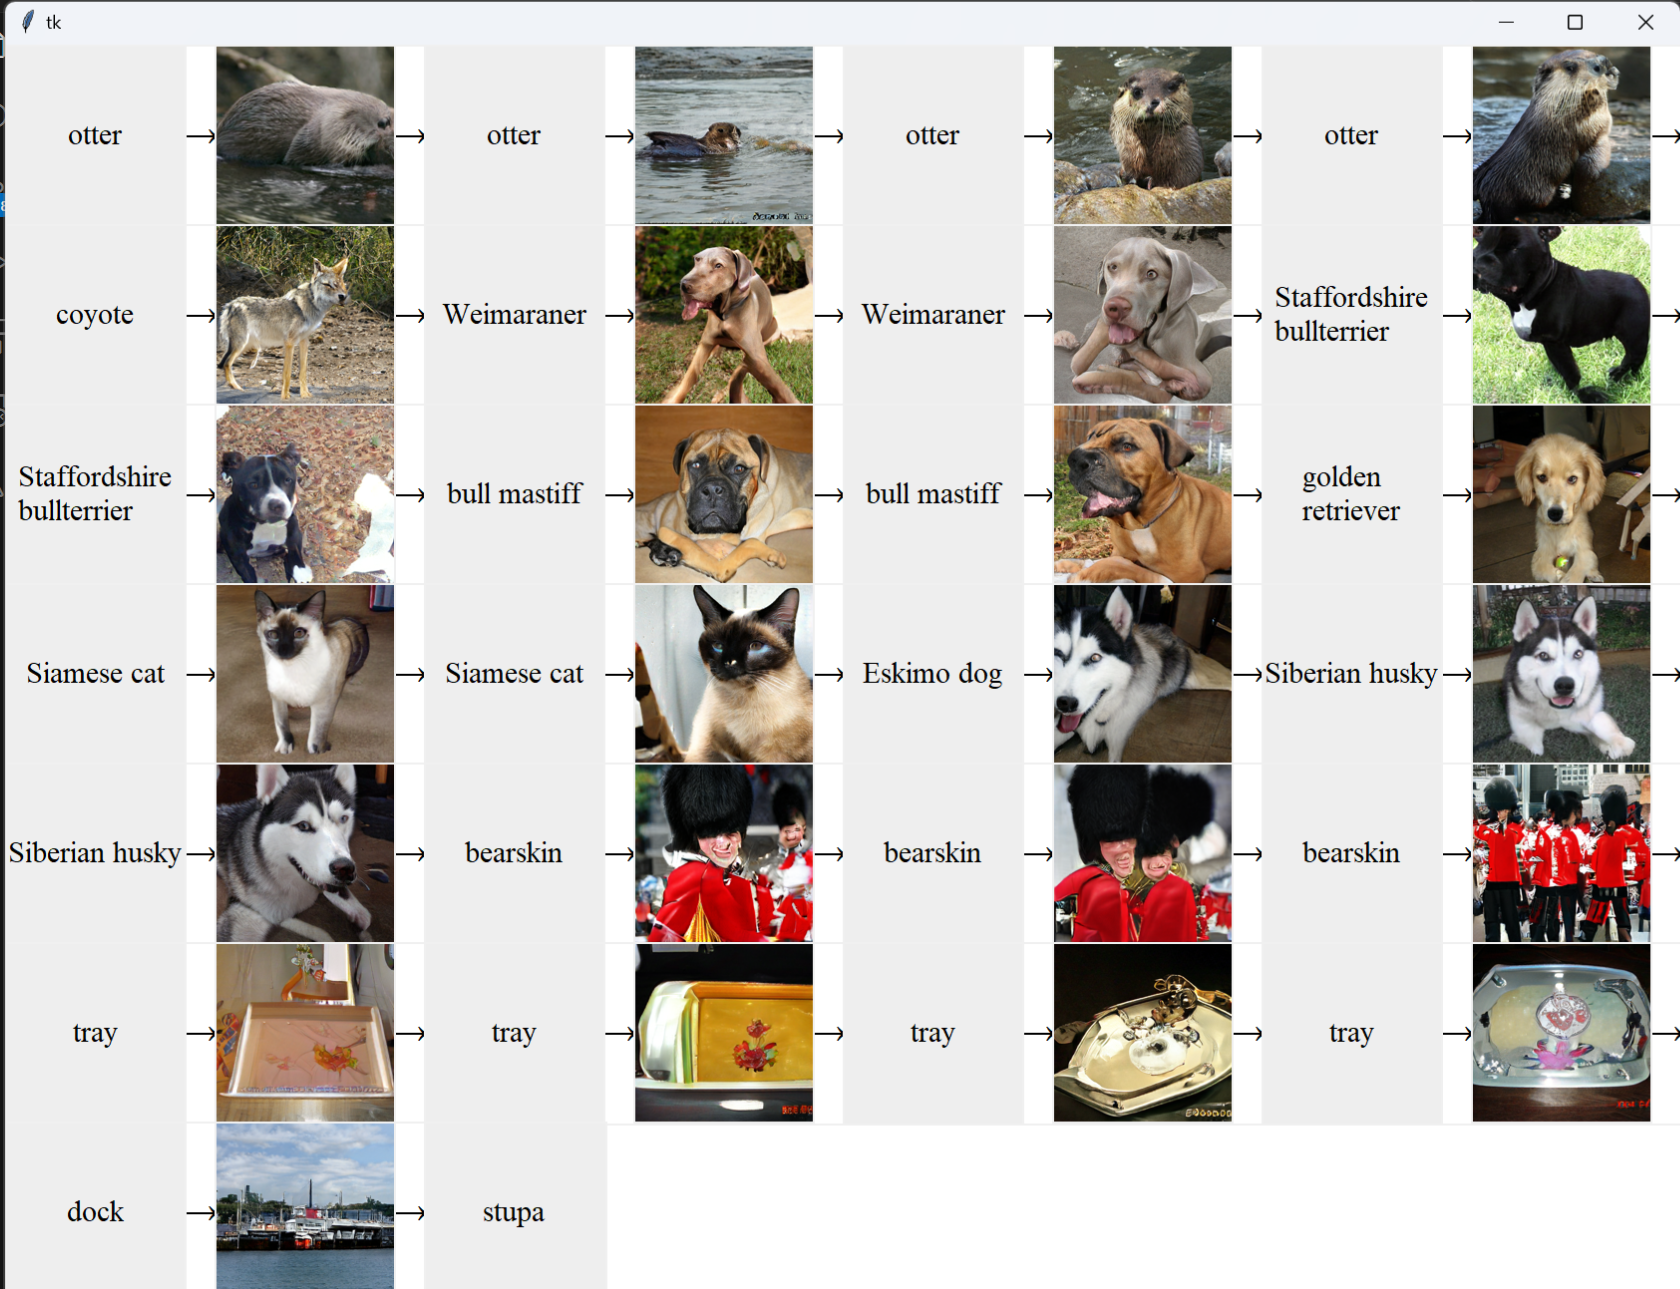 tk
otter
otter
otter
otter
coyote
Weimaraner
Weimaraner
Staffordshire
bullterrier
Staffordshire
bullterrier
bull mastiff
bull mastiff
golden
retriever
Siamese cat
Siamese cat
Eskimo dog
Siberian husky
Siberian husky
bearskin
bearskin
bearskin
tray
tray
tray
tray
dock
stupa